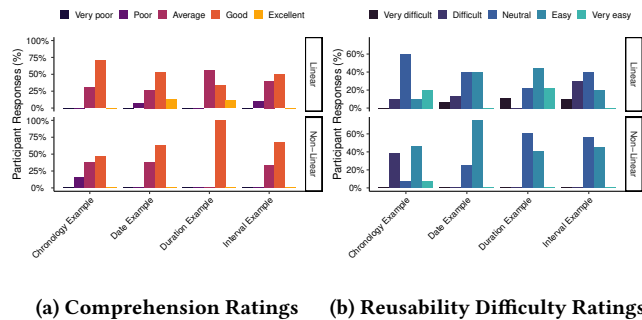 Very poor Poor Average Good Excellent
Participant Responses (%)
100%
75%
50%
25%
0%
Linear
100%
75%
50%
25%
0%
Non-Linear
Chronology Example
Date Example
Duration Example
Interval Example
(a) Comprehension Ratings
Very difficult Difficult Neutral Easy Very easy
Participant Responses (%)
60%
40%
20%
0%
Linear
60%
40%
20%
0%
Non-Linear
Chronology Example
Date Example
Duration Example
Interval Example
(b) Reusability Difficulty Ratings